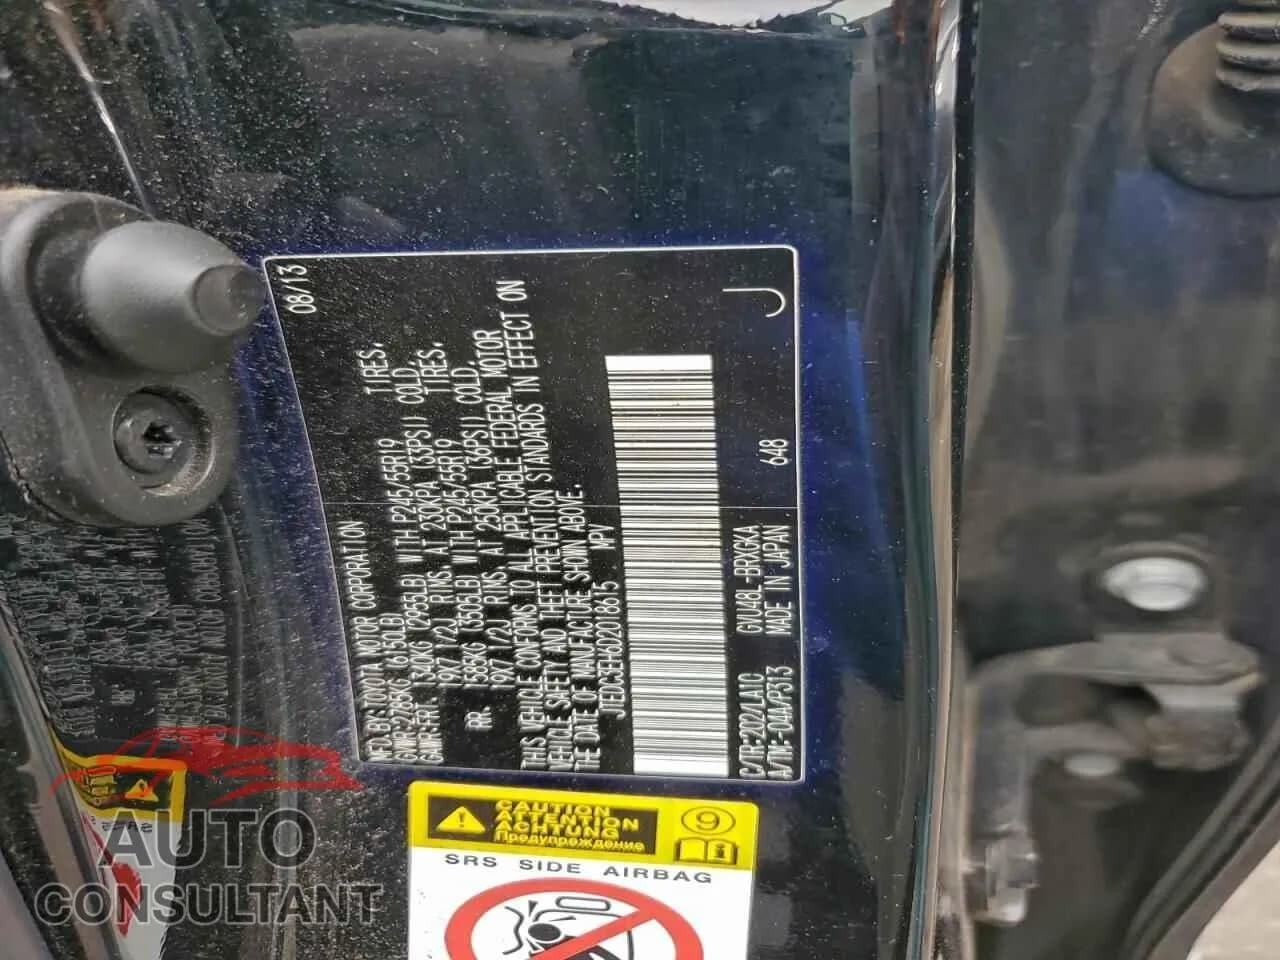 08/13
MFD.BY:TOYOTA MOTOR CORPORATION
GVWR:2785KG (6150LB)
GAWR:FRT 1340KG (2955LB) WITH P245/55R19 TIRES,
19X7 1/2J RIMS, AT 230KPA (33PSI) COLD.
RR. 1585KG (3505LB) WITH P245/55R19 TIRES,
19X7 1/2J RIMS, AT 250KPA (36PSI) COLD.
THIS VEHICLE CONFORMS TO ALL APPLICABLE FEDERAL MOTOR
VEHICLE SAFETY AND THEFT PREVENTION STANDARDS IN EFFECT ON
THE DATE OF MANUFACTURE SHOWN ABOVE.
MPV
C/TR:202/LA10 GVU48L-BRXGKA 648
A/TM:-04A/P313 MADE IN JAPAN
J
CAUTION
ATTENTION
ACHTUNG
Предупреждение
9
SRS SIDE AIRBAG
AUTO
CONSULTANT